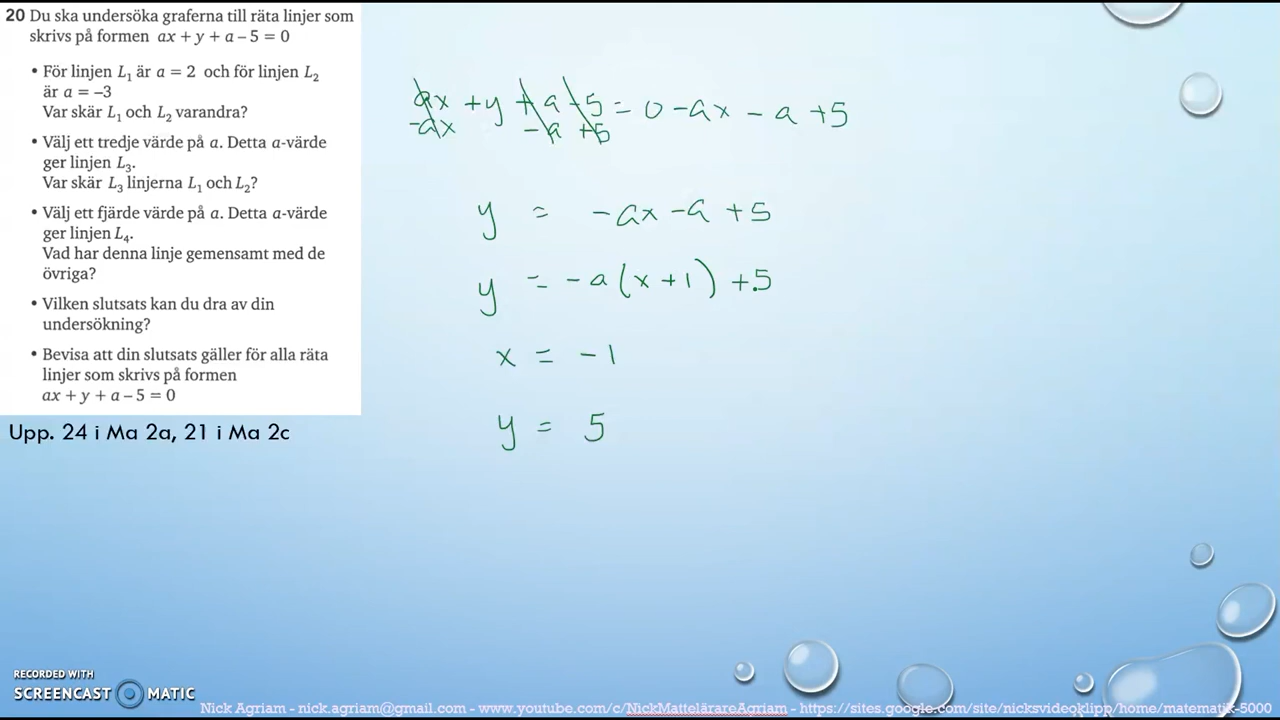 20 Du ska undersöka graferna till räta linjer som
skrivs på formen ax + y + a – 5 = 0
• För linjen L₁ är a = 2 och för linjen L₂
är a = –3
Var skär L₁ och L₂ varandra?
• Välj ett tredje värde på a. Detta a-värde
ger linjen L₃.
Var skär L₃ linjerna L₁ och L₂?
• Välj ett fjärde värde på a. Detta a-värde
ger linjen L₄.
Vad har denna linje gemensamt med de
övriga?
• Vilken slutsats kan du dra av din
undersökning?
• Bevisa att din slutsats gäller för alla räta
linjer som skrivs på formen
ax + y + a – 5 = 0
Upp. 24 i Ma 2a, 21 i Ma 2c
ax + y + a - 5 = 0 - ax - a + 5
-ax - a + 5
y = -ax - a + 5
y = -a(x + 1) + 5
x = -1
y = 5
RECORDED WITH
SCREENCAST MATIC
Nick Agriam - nick.agriam@gmail.com - www.youtube.com/c/NickMattelärareAgriam - https://sites.google.com/site/nicksvideoklipp/home/matematik-5000